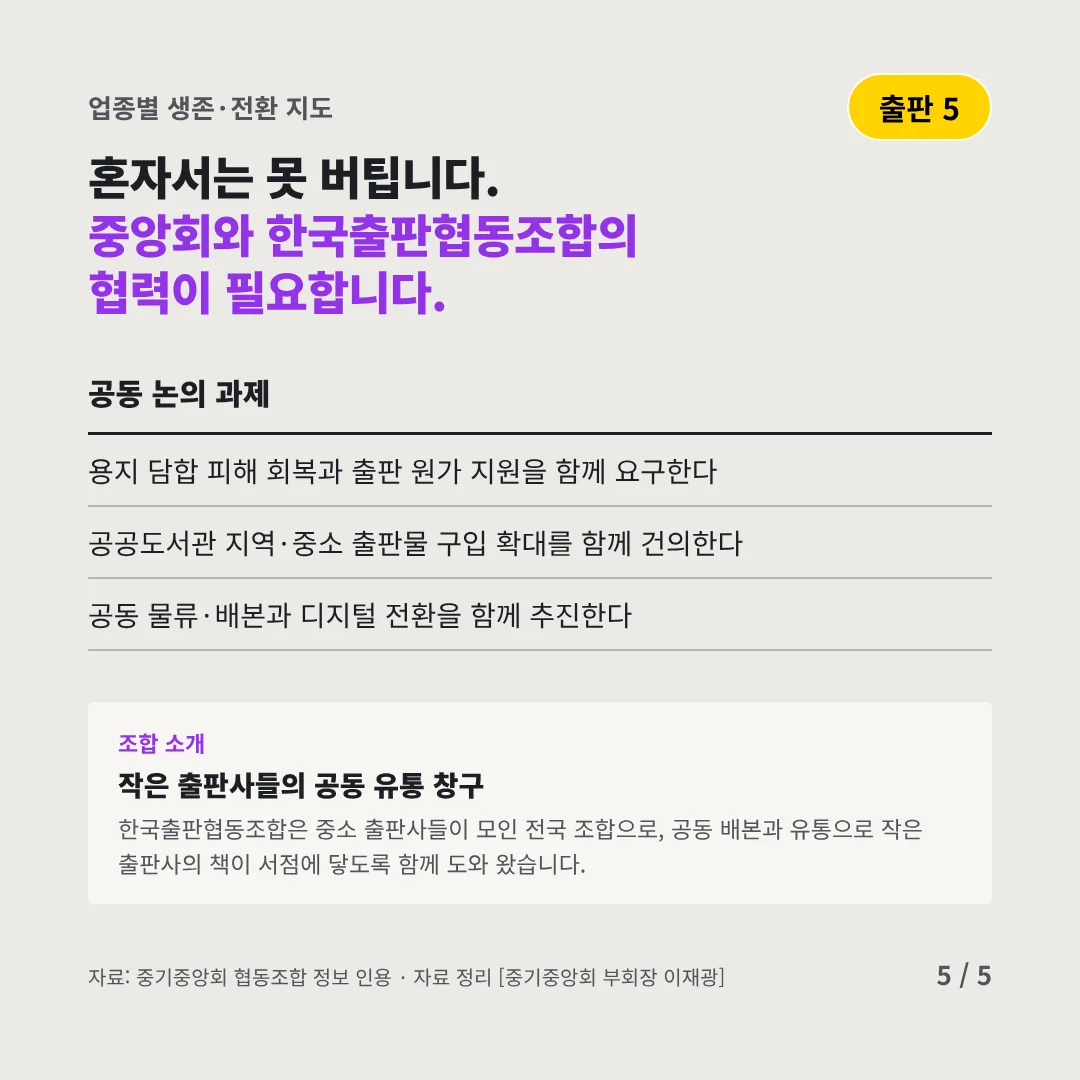 업종별 생존·전환 지도
출판 5
혼자서는 못 버팁니다.
중앙회와 한국출판협동조합의
협력이 필요합니다.
공동 논의 과제
용지 담합 피해 회복과 출판 원가 지원을 함께 요구한다
공공도서관 지역·중소 출판물 구입 확대를 함께 건의한다
공동 물류·배본과 디지털 전환을 함께 추진한다
조합 소개
작은 출판사들의 공동 유통 창구
한국출판협동조합은 중소 출판사들이 모인 전국 조합으로, 공동 배본과 유통으로 작은
출판사의 책이 서점에 닿도록 함께 도와 왔습니다.
자료: 중기중앙회 협동조합 정보 인용 · 자료 정리 [중기중앙회 부회장 이재광]
5 / 5